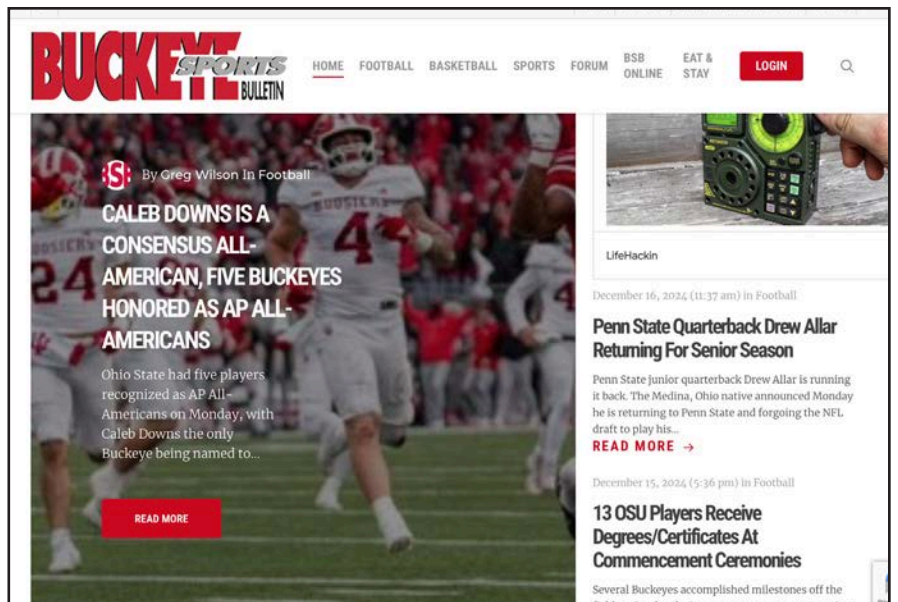 BUCKEYE
SPORTS
BULLETIN
HOME
FOOTBALL
BASKETBALL
SPORTS
FORUM
BSB
ONLINE
EAT &
STAY
LOGIN
By Greg Wilson In Football
CALEB DOWNS IS A
CONSENSUS ALL-
AMERICAN, FIVE BUCKEYES
HONORED AS AP ALL-
AMERICANS
Ohio State had five players
recognized as AP All-
Americans on Monday, with
Caleb Downs the only
Buckeye being named to...
READ MORE
HOOSIERS
4
24
LifeHackin
December 16, 2024 (11:37 am) in Football
Penn State Quarterback Drew Allar
Returning For Senior Season
Penn State junior quarterback Drew Allar is running
it back. The Medina, Ohio native announced Monday
he is returning to Penn State and forgoing the NFL
draft to play his...
READ MORE →
December 15, 2024 (5:36 pm) in Football
13 OSU Players Receive
Degrees/Certificates At
Commencement Ceremonies
Several Buckeyes accomplished milestones off the